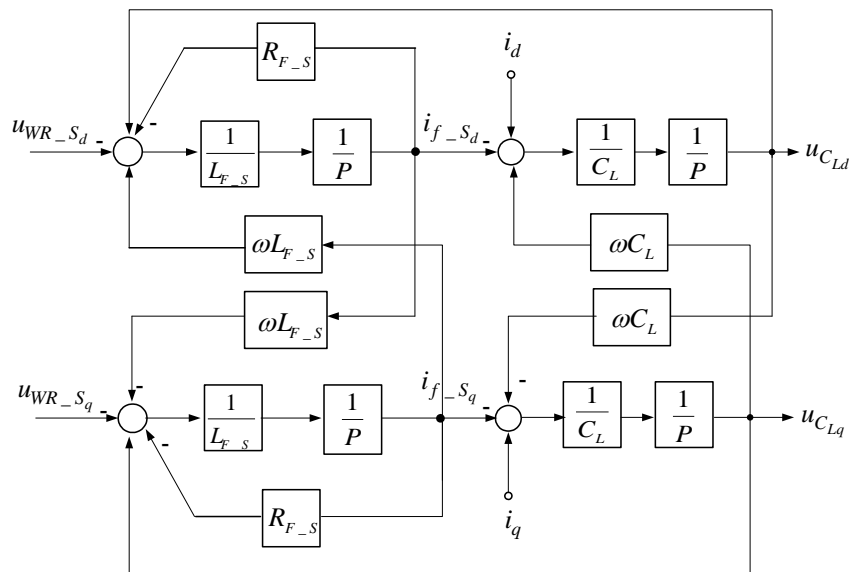 R_{F_S}
i_d
u_{WR_S_d} - - 1/L_{F_S} 1/P i_{f_S_d} - 1/C_L 1/P u_{C_{Ld}}
ωL_{F_S} ωC_L
ωL_{F_S} ωC_L
- -
u_{WR_S_q} - - 1/L_{F_S} 1/P i_{f_S_q} - 1/C_L 1/P u_{C_{Lq}}
R_{F_S}
i_q